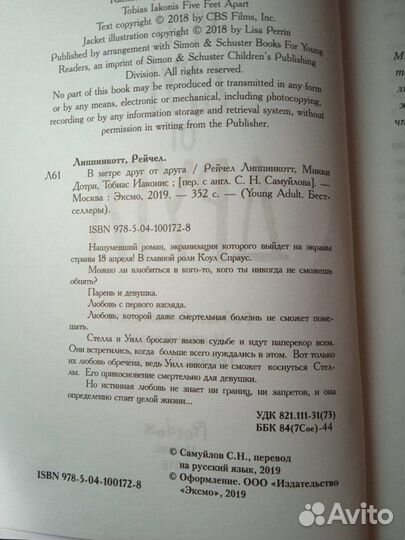 Tobias Iakonis Five Feet Apart
Text copyright © 2018 by CBS Films, Inc.
Jacket illustration copyright © 2018 by Lisa Perrin
Published by arrangement with Simon & Schuster Books For Young
Readers, an imprint of Simon & Schuster Children's Publishing
Division. All rights reserved.
No part of this book may be reproduced or transmitted in any form
or by any means, electronic or mechanical, including photocopying,
recording or by any information storage and retrieval system, without
permission in writing from the Publisher.
Липпинкотт, Рейчел.
Л61 В метре друг от друга / Рейчел Липпинкотт, Микки
Дотри, Тобиас Иаконис ; [пер. с англ. С. Н. Самуйлова]. —
Москва : Эксмо, 2019. — 352 с. — (Young Adult. Бест-
селлеры).
ISBN 978-5-04-100172-8
Нашумевший роман, экранизация которого выйдет на экраны
страны 18 апреля! В главной роли Коул Спраус.
Можно ли влюбиться в кого-то, кого ты никогда не сможешь
обнять?
Парень и девушка.
Любовь с первого взгляда.
Любовь, которой даже смертельная болезнь не сможет поме-
шать.
Стелла и Уилл бросают вызов судьбе и идут наперекор всем.
Они встретились, когда больше всего нуждались в этом. Вот только
их любовь обречена, ведь Уилл никогда не сможет коснуться Стел-
лы. Его прикосновение смертельно для девушки.
Но истинная любовь не знает ни границ, ни запретов, и она
определенно стоит целой жизни...
УДК 821.111-31(73)
ББК 84(7Сое)-44
© Самуйлов С.Н., перевод
на русский язык, 2019
© Оформление. ООО «Издательство
«Эксмо», 2019
ISBN 978-5-04-100172-8
Avito